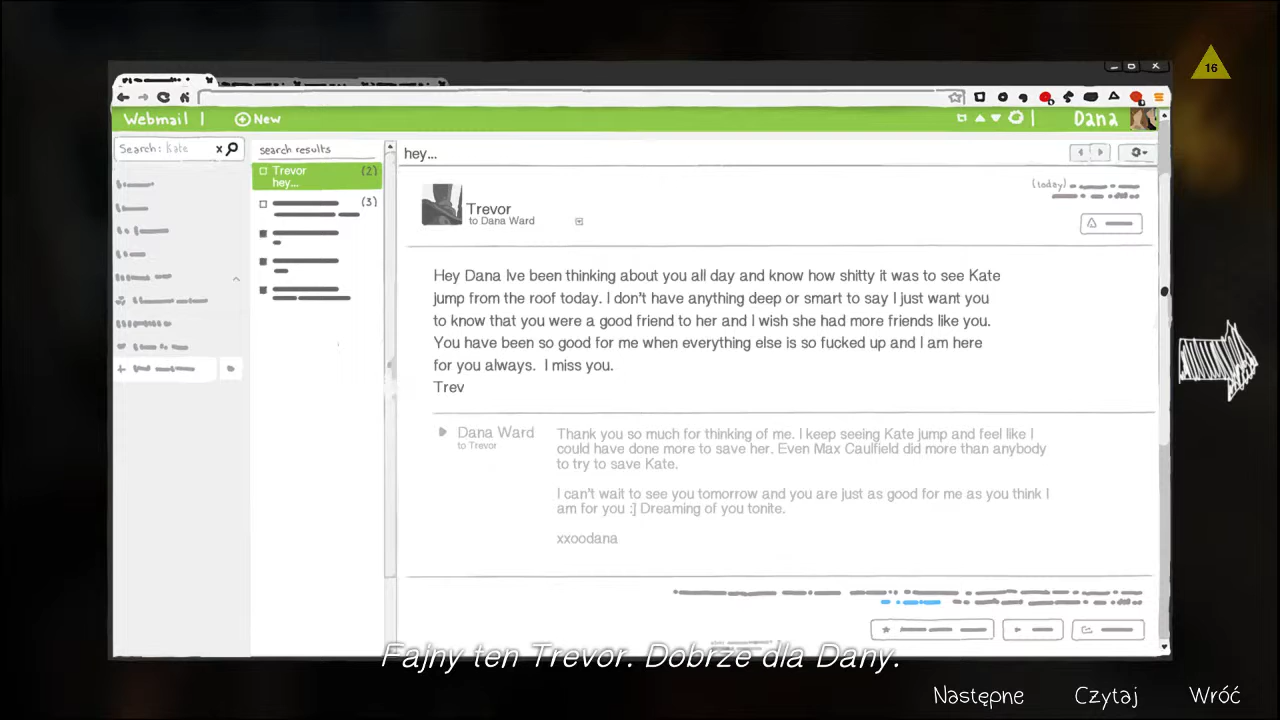 16
Webmail |
New
Dana
Search: kate x
search results
hey...
Trevor (2)
hey...
(3)
(today)
Trevor
to Dana Ward
Hey Dana Ive been thinking about you all day and know how shitty it was to see Kate
jump from the roof today. I don't have anything deep or smart to say I just want you
to know that you were a good friend to her and I wish she had more friends like you.
You have been so good for me when everything else is so fucked up and I am here
for you always. I miss you.
Trev
Dana Ward
to Trevor
Thank you so much for thinking of me. I keep seeing Kate jump and feel like I
could have done more to save her. Even Max Caulfield did more than anybody
to try to save Kate.
I can't wait to see you tomorrow and you are just as good for me as you think I
am for you :] Dreaming of you tonite.
xxoodana
Fajny ten Trevor. Dobrze dla Dany.
Następne Czytaj Wróć